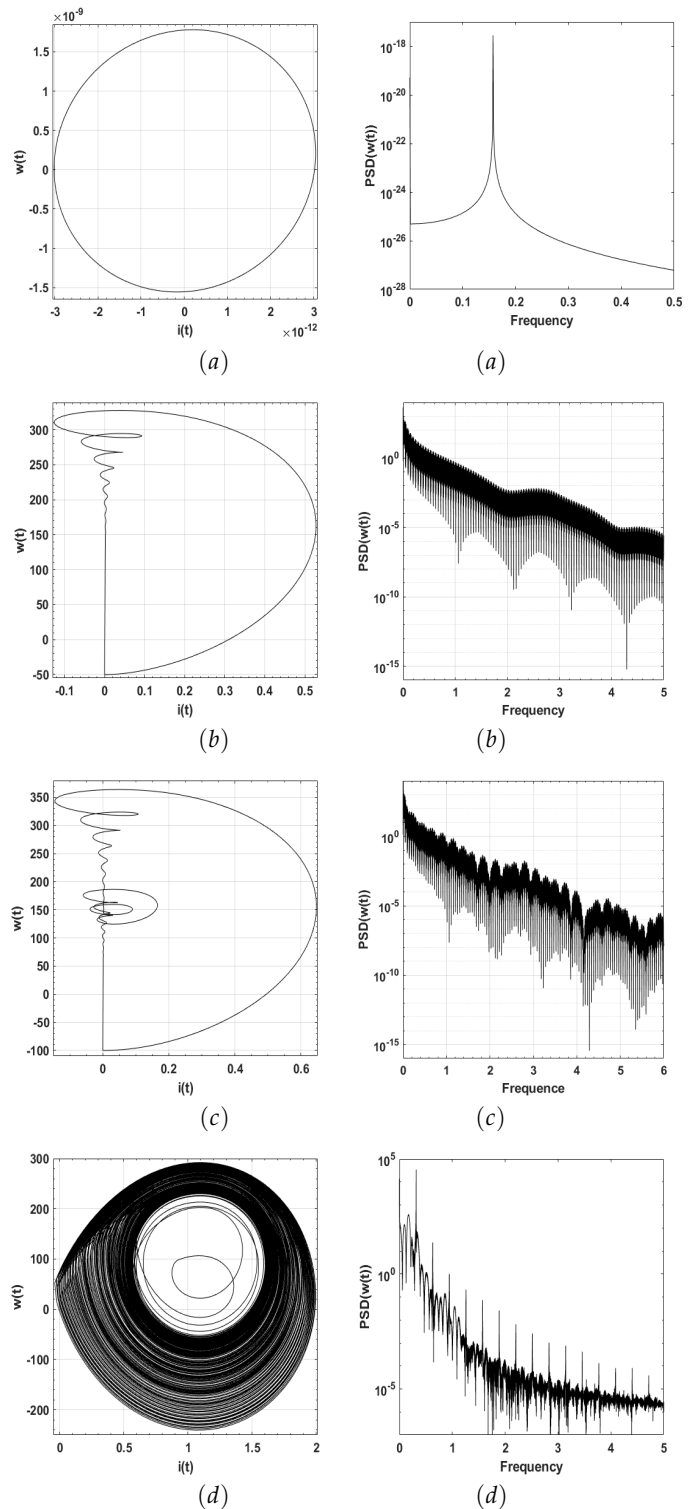 ×10⁻⁹
1.5
1
0.5
0
-0.5
-1
-1.5
w(t)
-3 -2 -1 0 1 2 3
i(t)
×10⁻¹²
(a)
10⁻¹⁸
10⁻²⁰
10⁻²²
10⁻²⁴
10⁻²⁶
10⁻²⁸
PSD(w(t))
0 0.1 0.2 0.3 0.4 0.5
Frequency
(a)
300
250
200
150
100
50
0
-50
w(t)
-0.1 0 0.1 0.2 0.3 0.4 0.5
i(t)
(b)
10⁰
10⁻⁵
10⁻¹⁰
10⁻¹⁵
PSD(w(t))
0 1 2 3 4 5
Frequency
(b)
350
300
250
200
150
100
50
0
-50
-100
w(t)
0 0.2 0.4 0.6
i(t)
(c)
10⁰
10⁻⁵
10⁻¹⁰
10⁻¹⁵
PSD(w(t))
0 1 2 3 4 5 6
Frequence
(c)
300
200
100
0
-100
-200
w(t)
0 0.5 1 1.5 2
i(t)
(d)
10⁵
10⁰
10⁻⁵
PSD(w(t))
0 1 2 3 4 5
Frequency
(d)